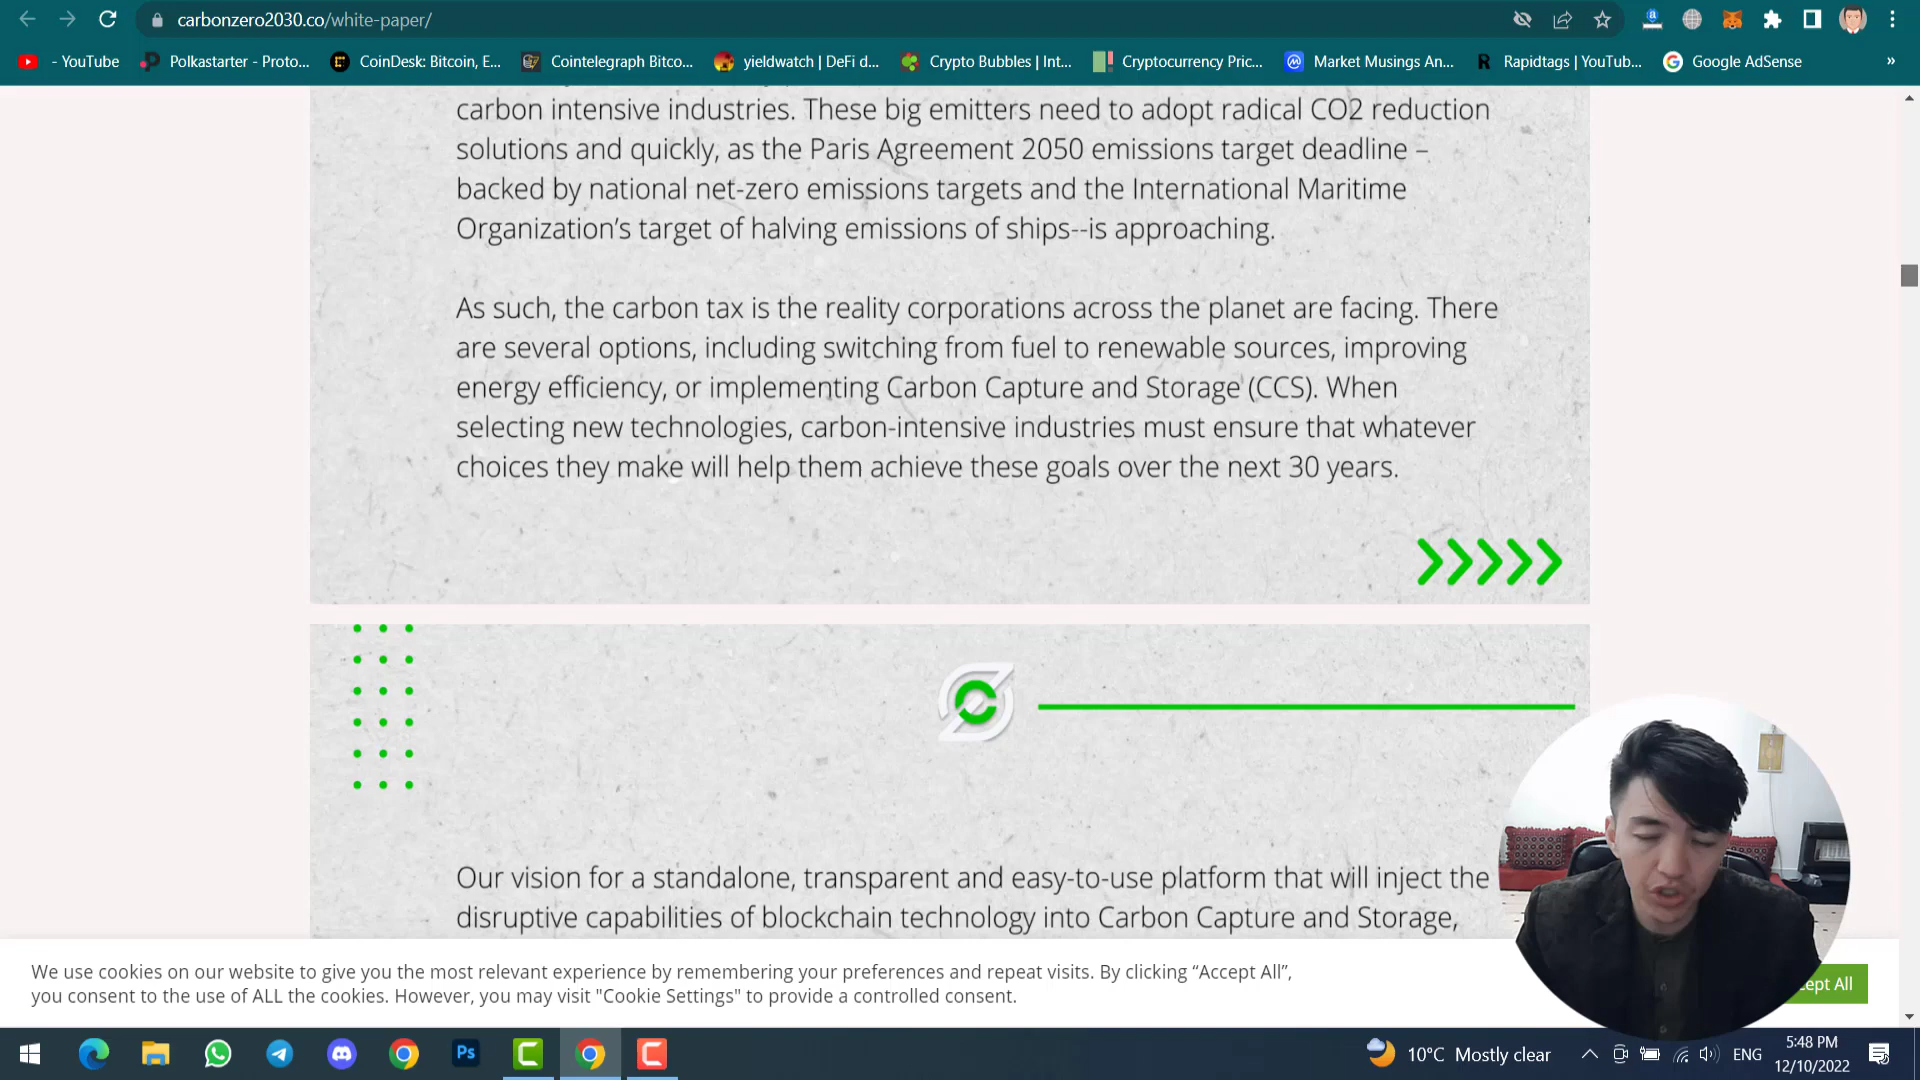 carbonzero2030.co/white-paper/
- YouTube
Polkastarter - Proto...
CoinDesk: Bitcoin, E...
Cointelegraph Bitco...
yieldwatch | DeFi d...
Crypto Bubbles | Int...
Cryptocurrency Pric...
Market Musings An...
Rapidtags | YouTub...
Google AdSense
»
carbon intensive industries. These big emitters need to adopt radical CO2 reduction
solutions and quickly, as the Paris Agreement 2050 emissions target deadline –
backed by national net-zero emissions targets and the International Maritime
Organization’s target of halving emissions of ships--is approaching.
As such, the carbon tax is the reality corporations across the planet are facing. There
are several options, including switching from fuel to renewable sources, improving
energy efficiency, or implementing Carbon Capture and Storage (CCS). When
selecting new technologies, carbon-intensive industries must ensure that whatever
choices they make will help them achieve these goals over the next 30 years.
Our vision for a standalone, transparent and easy-to-use platform that will inject the
disruptive capabilities of blockchain technology into Carbon Capture and Storage,
We use cookies on our website to give you the most relevant experience by remembering your preferences and repeat visits. By clicking “Accept All”,
you consent to the use of ALL the cookies. However, you may visit "Cookie Settings" to provide a controlled consent.
cept All
Ps
10°C Mostly clear
ENG
5:48 PM
12/10/2022